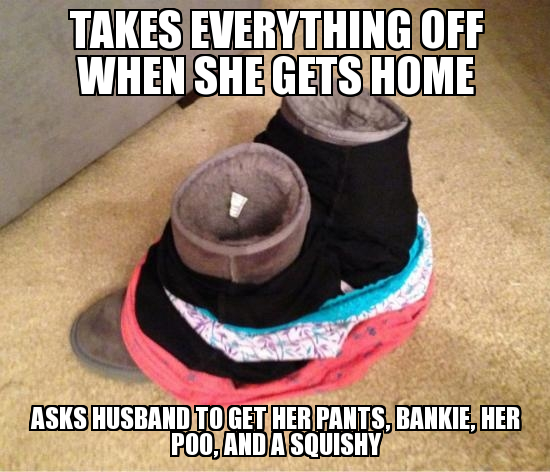 TAKES EVERYTHING OFF
WHEN SHE GETS HOME
ASKS HUSBAND TO GET HER PANTS, BANKIE, HER
POO, AND A SQUISHY